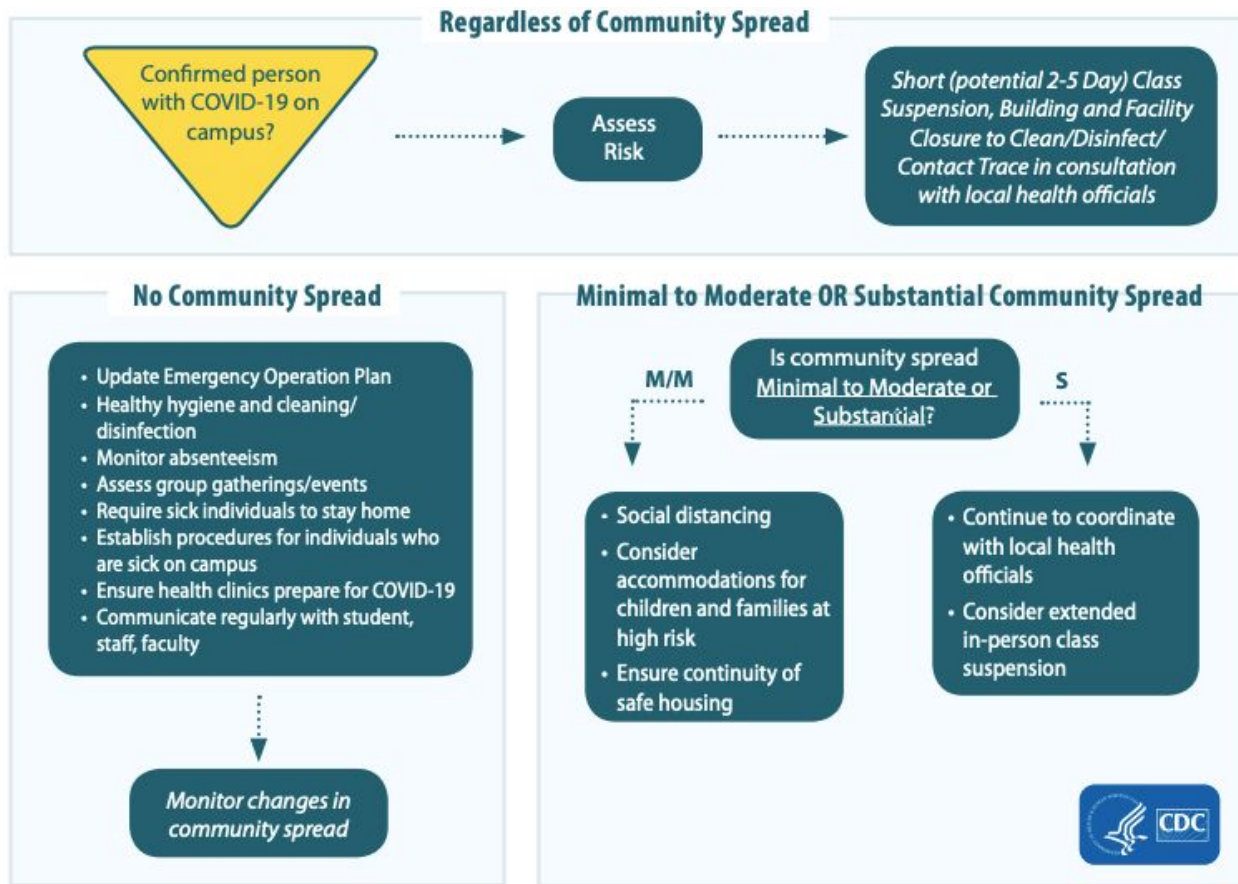 Regardless of Community Spread
Confirmed person
with COVID-19 on
campus?
Assess
Risk
Short (potential 2-5 Day) Class
Suspension, Building and Facility
Closure to Clean/Disinfect/
Contact Trace in consultation
with local health officials
No Community Spread
• Update Emergency Operation Plan
• Healthy hygiene and cleaning/
disinfection
• Monitor absenteeism
• Assess group gatherings/events
• Require sick individuals to stay home
• Establish procedures for individuals who
are sick on campus
• Ensure health clinics prepare for COVID-19
• Communicate regularly with student,
staff, faculty
Monitor changes in
community spread
Minimal to Moderate OR Substantial Community Spread
Is community spread
Minimal to Moderate or
Substantial?
M/M
S
• Social distancing
• Consider
accommodations for
children and families at
high risk
• Ensure continuity of
safe housing
• Continue to coordinate
with local health
officials
• Consider extended
in-person class
suspension
CDC